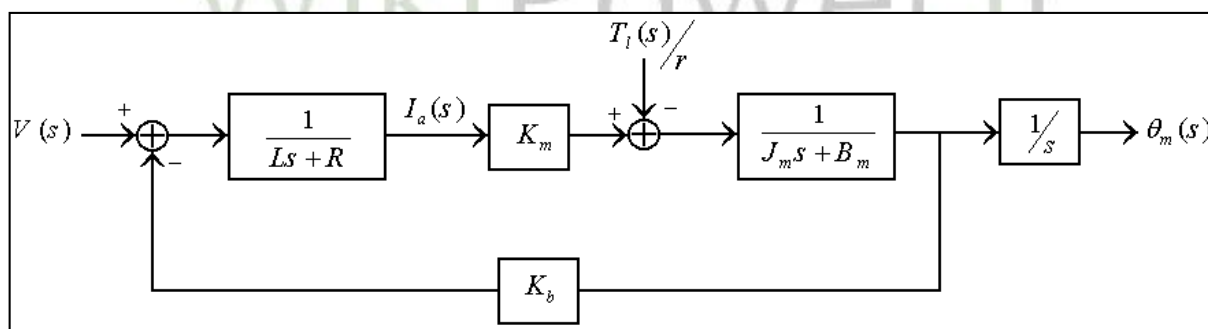 T_l(s)/r
V(s)
+
−
1/(Ls+R)
I_a(s)
K_m
+
−
1/(J_m s+B_m)
1/s
θ_m(s)
K_b